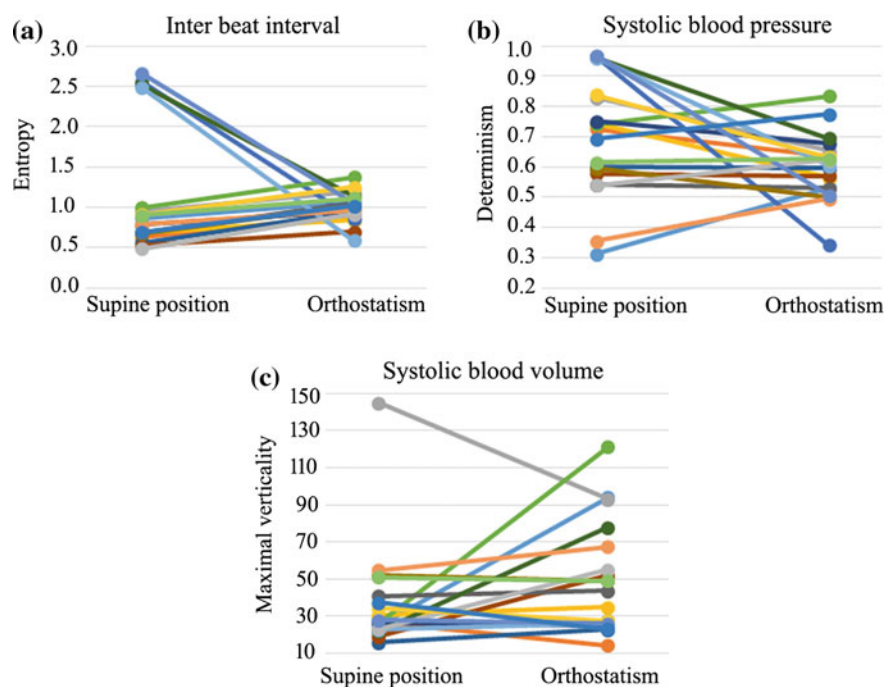 (a) Inter beat interval
Entropy
3.0
2.5
2.0
1.5
1.0
0.5
0.0
Supine position Orthostatism
(b) Systolic blood pressure
Determinism
1.0
0.9
0.8
0.7
0.6
0.5
0.4
0.3
0.2
Supine position Orthostatism
(c) Systolic blood volume
Maximal verticality
150
130
110
90
70
50
30
10
Supine position Orthostatism